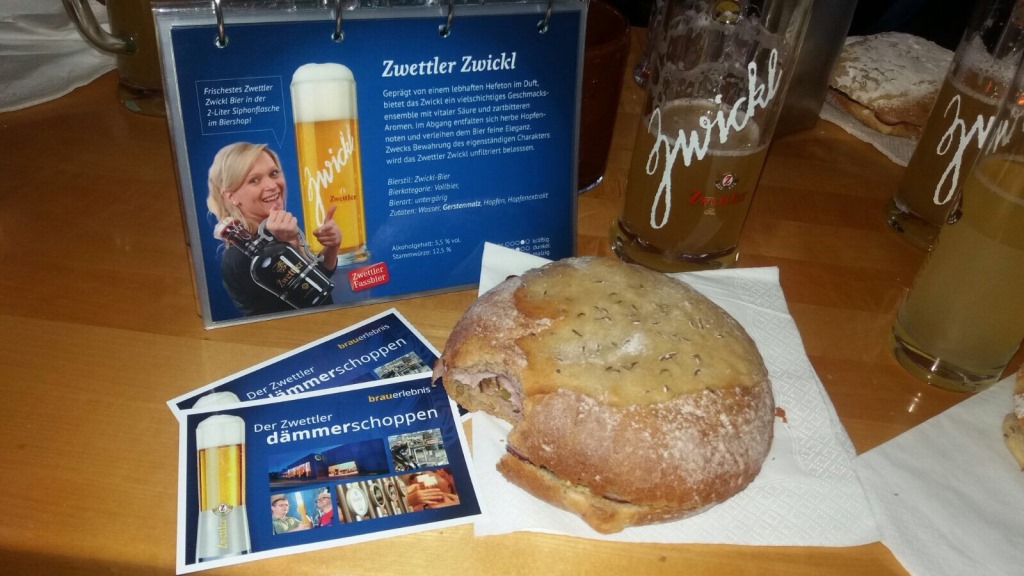 Zwettler Zwickl
Geprägt von einem lebhaften Hefeton im Duft,
bietet das Zwickl ein vielschichtiges Geschmacks-
ensemble mit vitaler Säure und zartbitteren
Aromen. Im Abgang entfalten sich herbe Hopfen-
noten und verleihen dem Bier feine Eleganz.
Zwecks Bewahrung des eigenständigen Charakters
wird das Zwettler Zwickl unfiltriert belassen.
Bierstil: Zwickl-Bier
Bierkategorie: Vollbier,
Bierart: untergärig
Zutaten: Wasser, Gerstenmalz, Hopfen, Hopfenextrakt
Alkoholgehalt: 5,5 % vol.
Stammwürze: 12,5 %
kräftig
dunkel
Frischestes Zwettler
Zwickl Bier in der
2-Liter Siphonflasche
im Biershop!
Zwickl
Zwettler
Zwettler
Fassbier
Zwickl
brauerlebnis
Der Zwettler
dämmerschoppen
brauerlebnis
Der Zwettler
dämmerschoppen